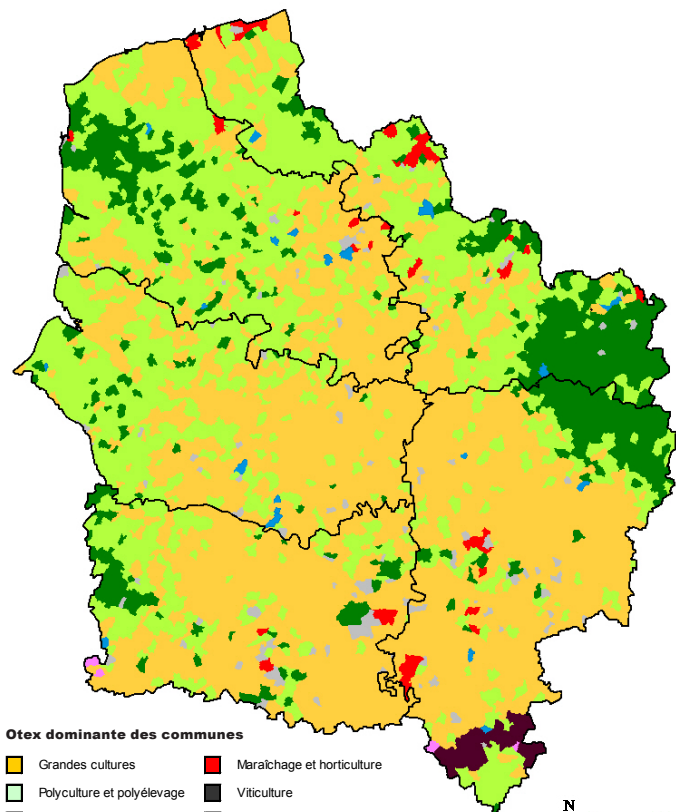 Otex dominante des communes
Grandes cultures
Maraîchage et horticulture
Polyculture et polyélevage
Viticulture
N